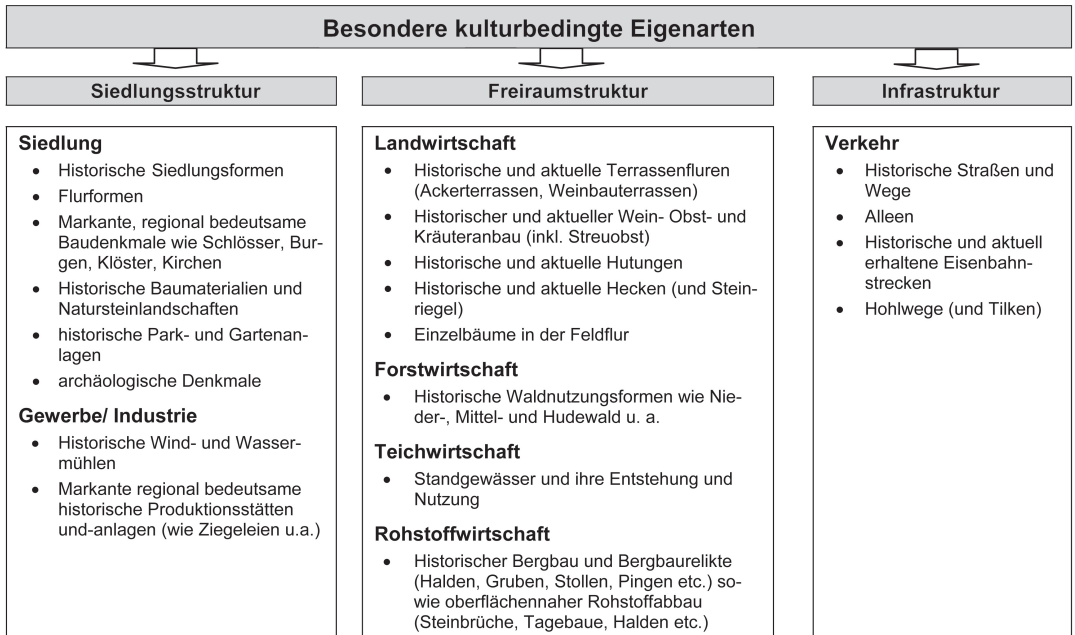 Besondere kulturbedingte Eigenarten
Siedlungsstruktur
Siedlung
• Historische Siedlungsformen
• Flurformen
• Markante, regional bedeutsame
Baudenkmale wie Schlösser, Bur-
gen, Klöster, Kirchen
• Historische Baumaterialien und
Natursteinlandschaften
• historische Park- und Gartenan-
lagen
• archäologische Denkmale
Gewerbe/ Industrie
• Historische Wind- und Wasser-
mühlen
• Markante regional bedeutsame
historische Produktionsstätten
und-anlagen (wie Ziegeleien u.a.)
Freiraumstruktur
Landwirtschaft
• Historische und aktuelle Terrassenfluren
(Ackerterrassen, Weinbauterrassen)
• Historischer und aktueller Wein- Obst- und
Kräuteranbau (inkl. Streuobst)
• Historische und aktuelle Hutungen
• Historische und aktuelle Hecken (und Stein-
riegel)
• Einzelbäume in der Feldflur
Forstwirtschaft
• Historische Waldnutzungsformen wie Nie-
der-, Mittel- und Hudewald u. a.
Teichwirtschaft
• Standgewässer und ihre Entstehung und
Nutzung
Rohstoffwirtschaft
• Historischer Bergbau und Bergbaurelikte
(Halden, Gruben, Stollen, Pingen etc.) so-
wie oberflächennaher Rohstoffabbau
(Steinbrüche, Tagebaue, Halden etc.)
Infrastruktur
Verkehr
• Historische Straßen und
Wege
• Alleen
• Historische und aktuell
erhaltene Eisenbahn-
strecken
• Hohlwege (und Tilken)